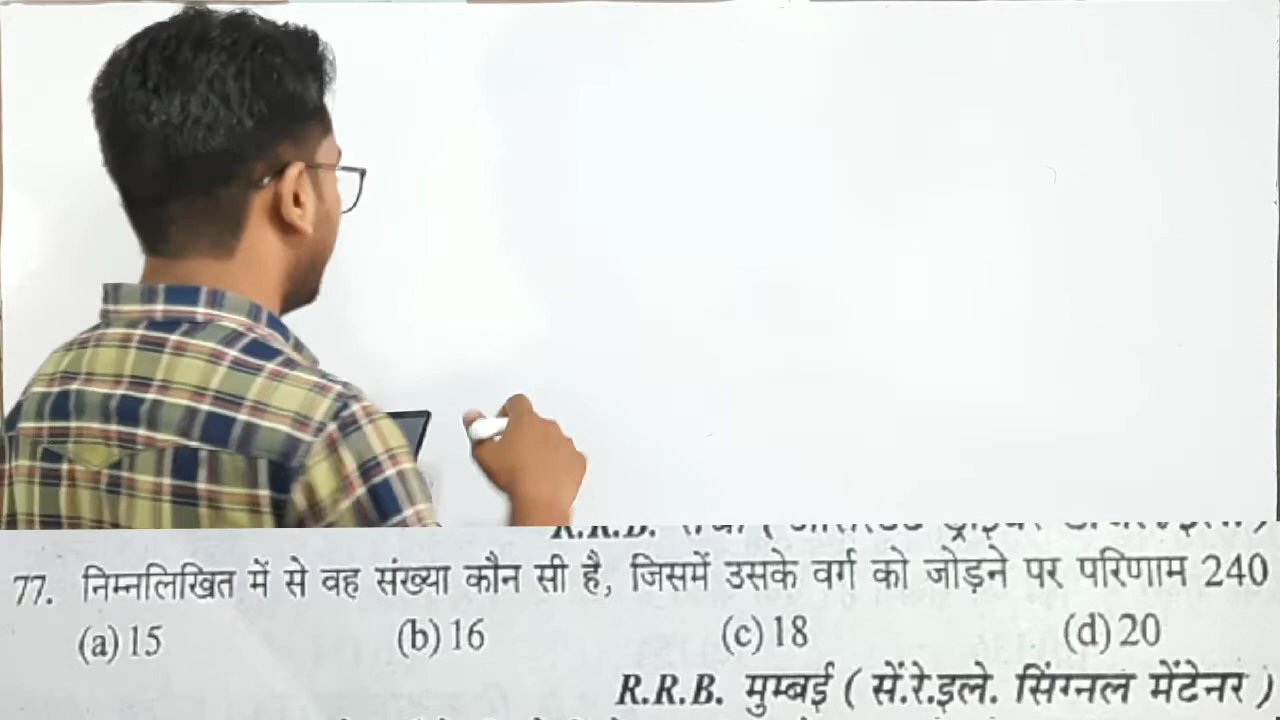 77. निम्नलिखित में से वह संख्या कौन सी है, जिसमें उसके वर्ग को जोड़ने पर परिणाम 240
(a) 15 (b) 16 (c) 18 (d) 20
R.R.B. मुम्बई ( सें.रे.इले. सिंग्नल मेंटेनर )